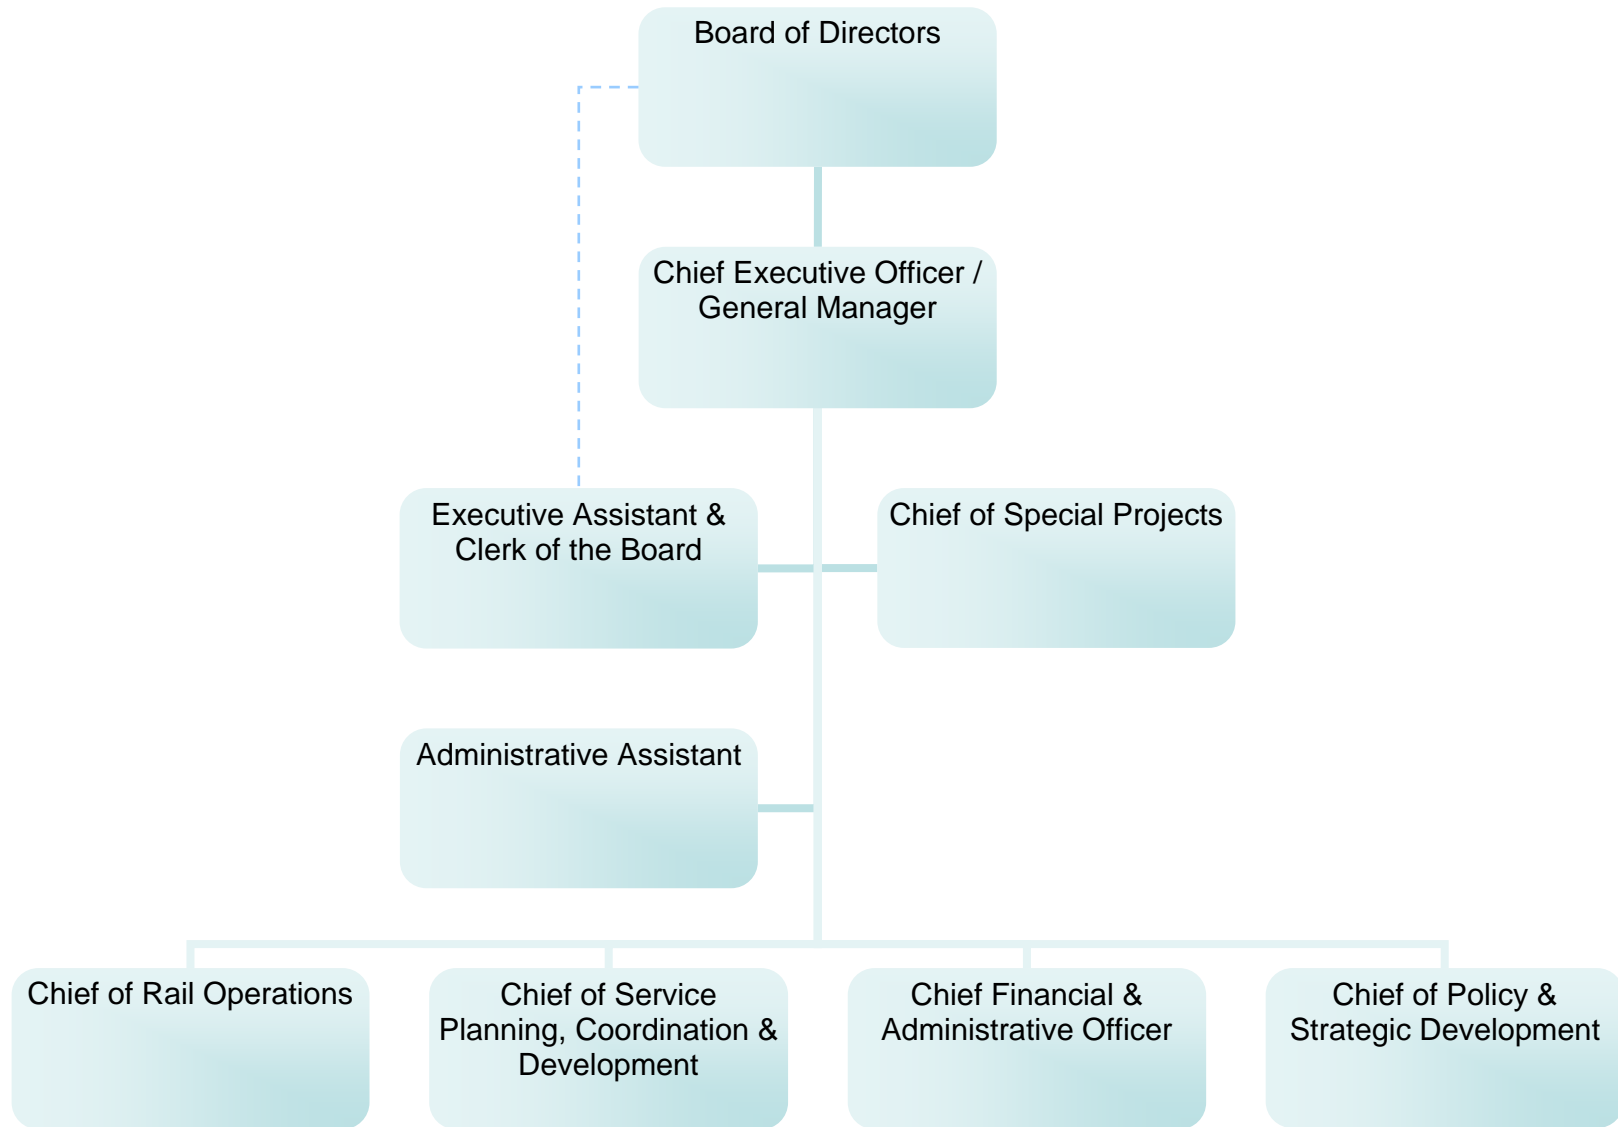 Board of Directors
Chief Executive Officer /
General Manager
Executive Assistant &
Clerk of the Board
Chief of Special Projects
Administrative Assistant
Chief of Rail Operations
Chief of Service
Planning, Coordination &
Development
Chief Financial &
Administrative Officer
Chief of Policy &
Strategic Development